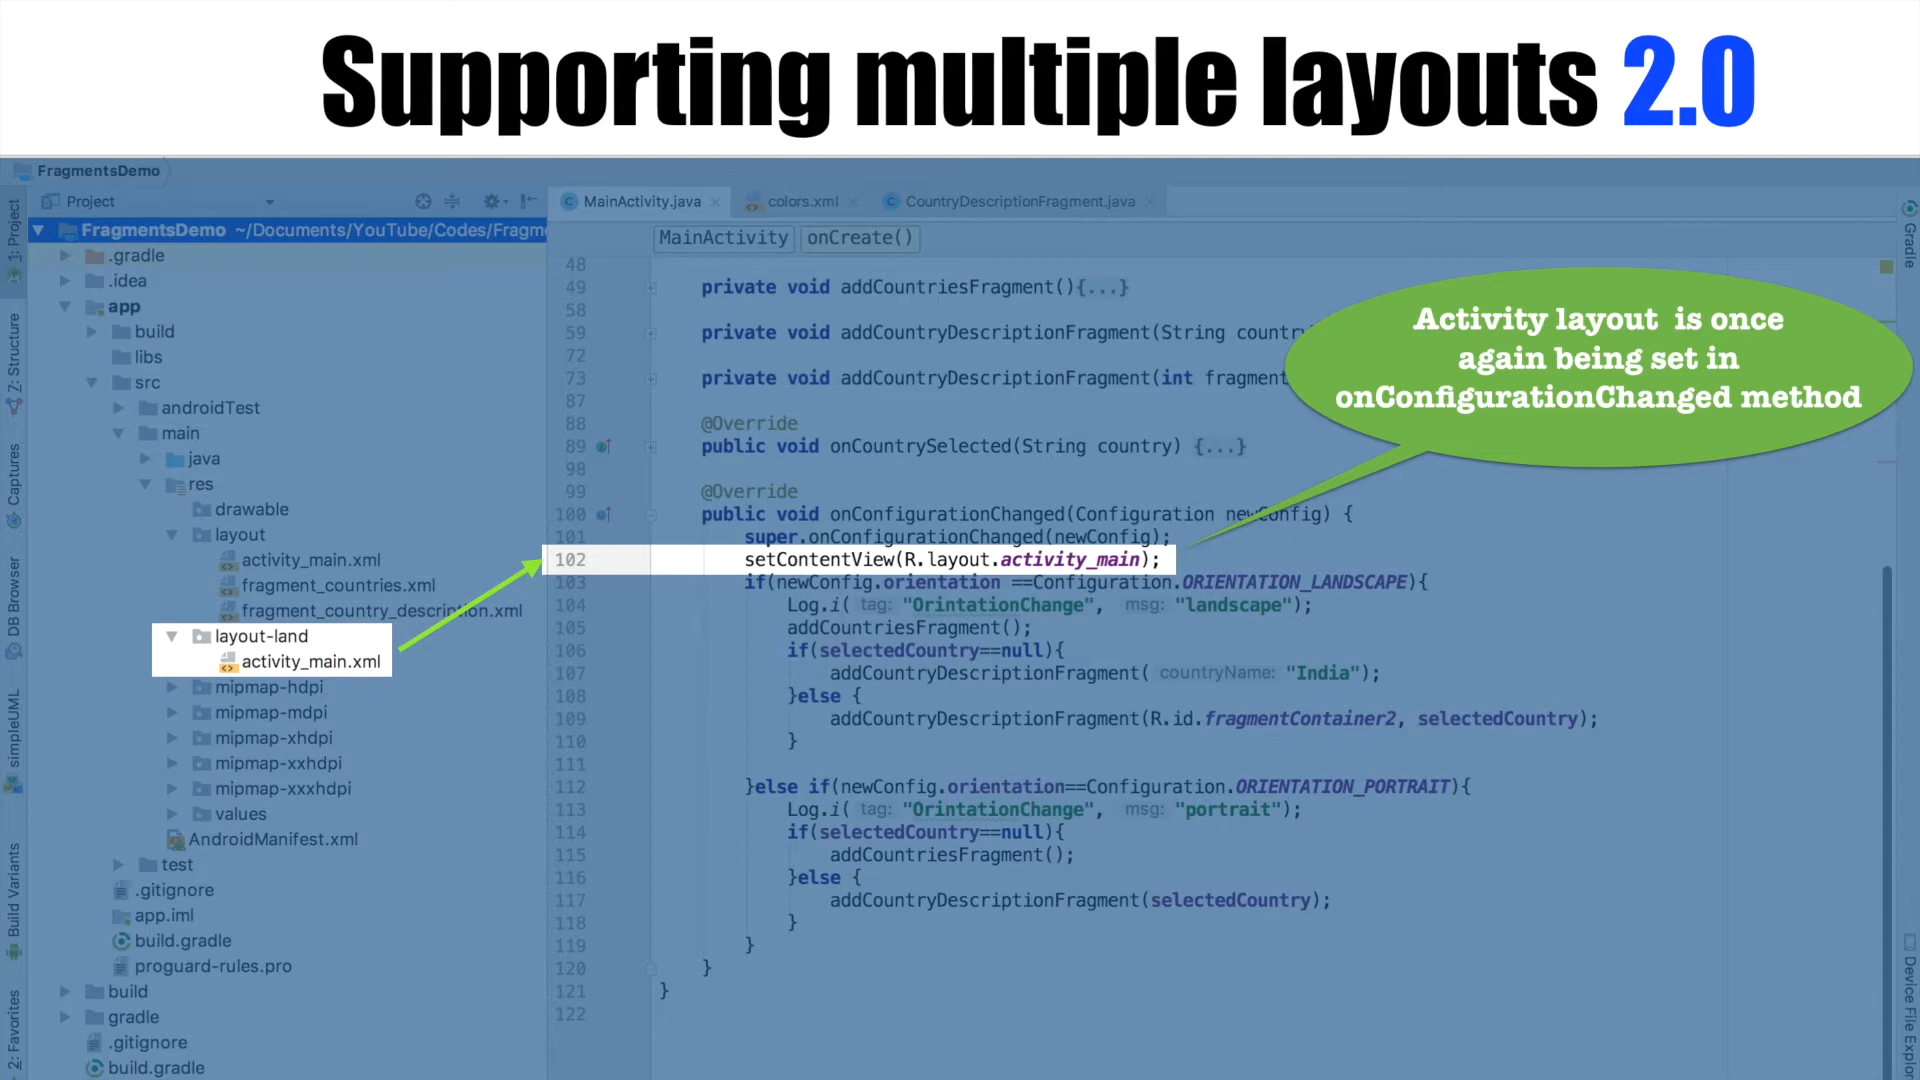 Supporting multiple layouts 2.0
FragmentsDemo
Project
MainActivity.java
colors.xml
CountryDescriptionFragment.java
1: Project
Z: Structure
Captures
DB Browser
simpleUML
Build Variants
2: Favorites
FragmentsDemo ~/Documents/YouTube/Codes/Fragme
.gradle
.idea
app
build
libs
src
androidTest
main
java
res
drawable
layout
activity_main.xml
fragment_countries.xml
fragment_country_description.xml
layout-land
activity_main.xml
mipmap-hdpi
mipmap-mdpi
mipmap-xhdpi
mipmap-xxhdpi
mipmap-xxxhdpi
values
AndroidManifest.xml
test
.gitignore
app.iml
build.gradle
proguard-rules.pro
build
gradle
.gitignore
build.gradle
MainActivity onCreate()
48
49 private void addCountriesFragment(){...}
58
59 private void addCountryDescriptionFragment(String country
72
73 private void addCountryDescriptionFragment(int fragment
87
88 @Override
89 public void onCountrySelected(String country) {...}
98
99 @Override
100 public void onConfigurationChanged(Configuration newConfig) {
101 super.onConfigurationChanged(newConfig);
102 setContentView(R.layout.activity_main);
103 if(newConfig.orientation ==Configuration.ORIENTATION_LANDSCAPE){
104 Log.i( tag: "OrintationChange", msg: "landscape");
105 addCountriesFragment();
106 if(selectedCountry==null){
107 addCountryDescriptionFragment( countryName: "India");
108 }else {
109 addCountryDescriptionFragment(R.id.fragmentContainer2, selectedCountry);
110 }
111
112 }else if(newConfig.orientation==Configuration.ORIENTATION_PORTRAIT){
113 Log.i( tag: "OrintationChange", msg: "portrait");
114 if(selectedCountry==null){
115 addCountriesFragment();
116 }else {
117 addCountryDescriptionFragment(selectedCountry);
118 }
119 }
120 }
121 }
122
Activity layout is once
again being set in
onConfigurationChanged method
Gradle
Device File Explo